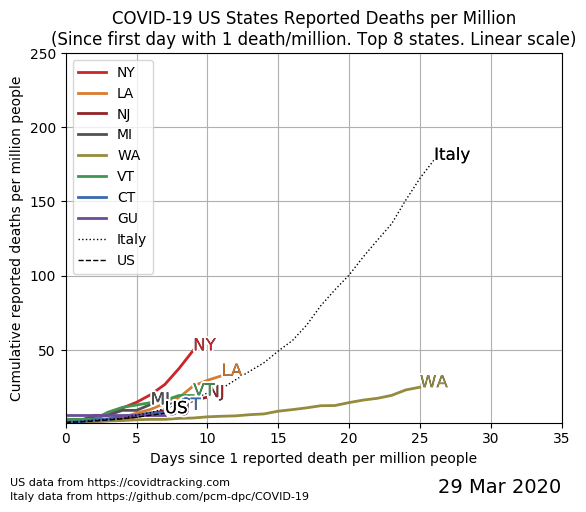 COVID-19 US States Reported Deaths per Million
(Since first day with 1 death/million. Top 8 states. Linear scale)
Cumulative reported deaths per million people
250
200
150
100
50
NY
LA
NJ
MI
WA
VT
CT
GU
Italy
US
Italy
NY
LA
WA
VT
NJ
MI
CT
US
0 5 10 15 20 25 30 35
Days since 1 reported death per million people
US data from https://covidtracking.com
Italy data from https://github.com/pcm-dpc/COVID-19
29 Mar 2020